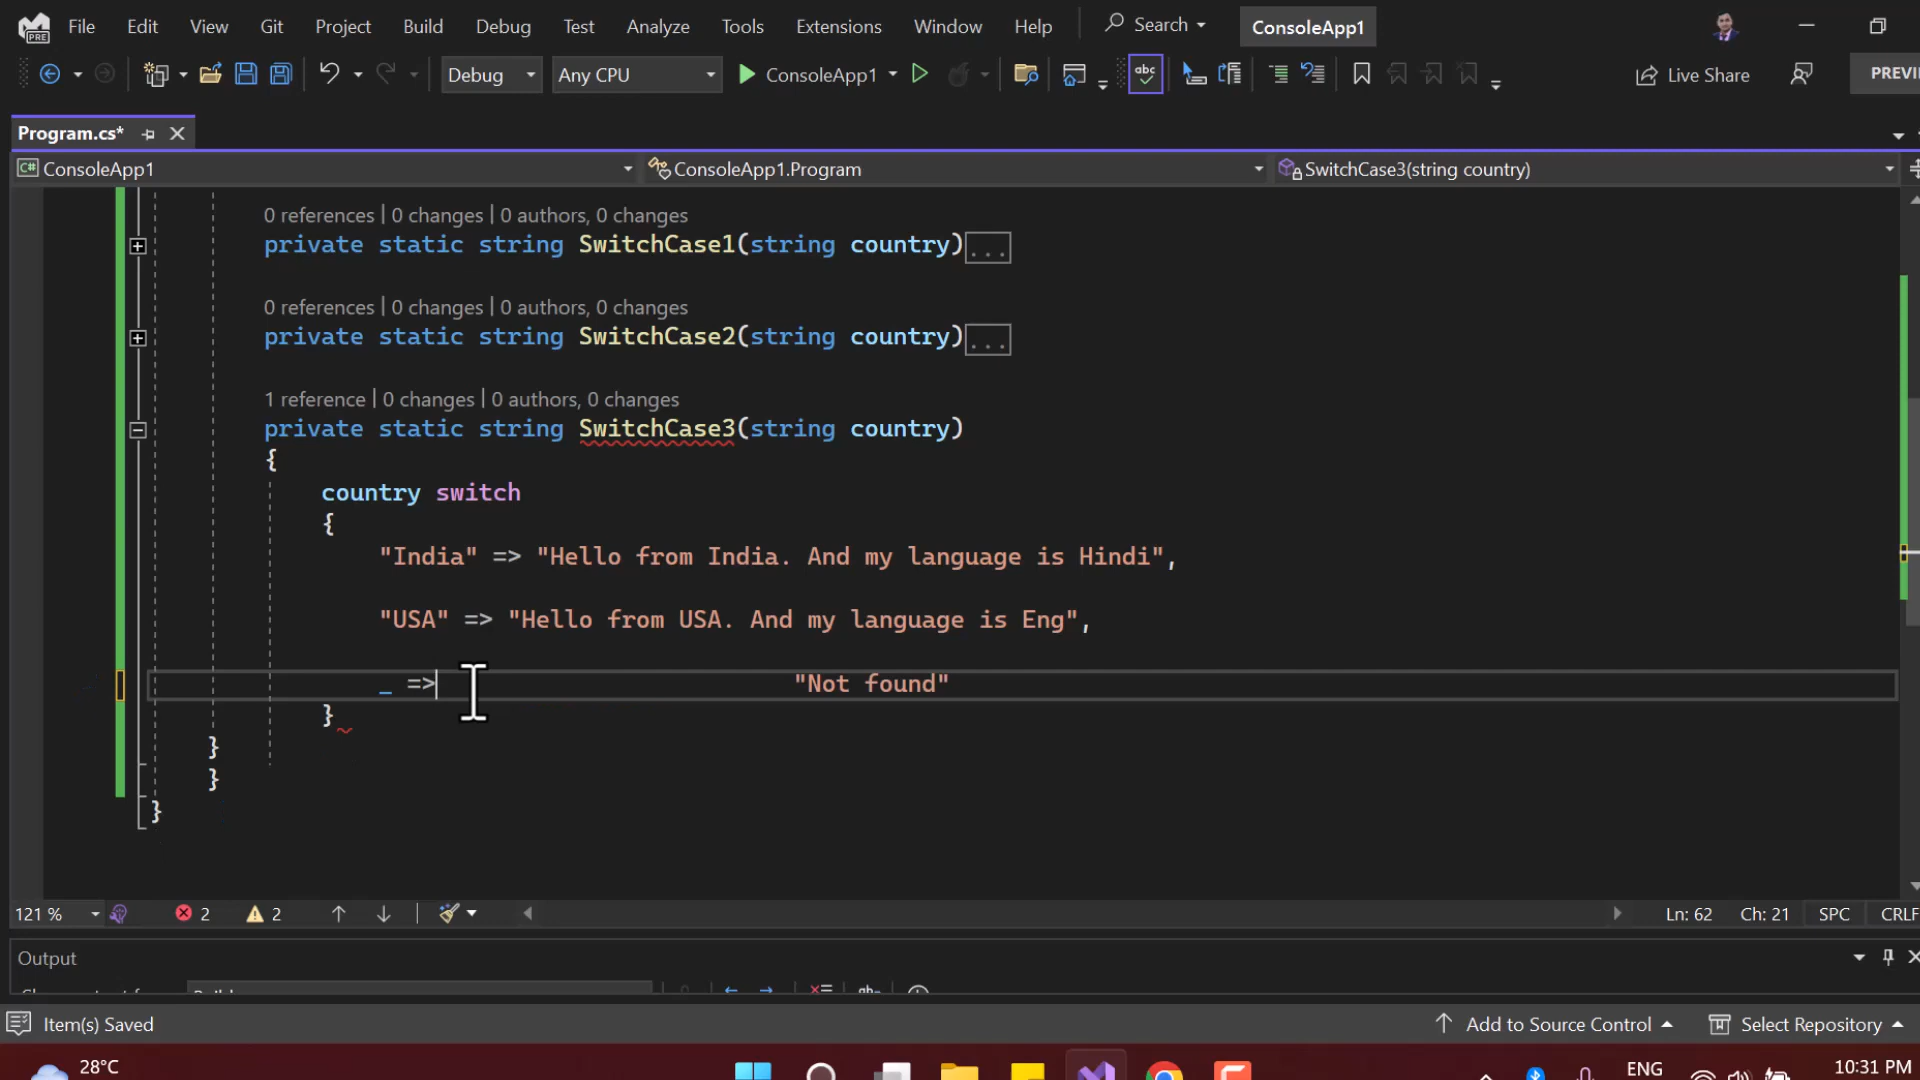 File Edit View Git Project Build Debug Test Analyze Tools Extensions Window Help Search ConsoleApp1
PRE
Debug Any CPU ConsoleApp1 abc Live Share PREVI
Program.cs*
C# ConsoleApp1 ConsoleApp1.Program SwitchCase3(string country)
0 references | 0 changes | 0 authors, 0 changes
private static string SwitchCase1(string country)...
0 references | 0 changes | 0 authors, 0 changes
private static string SwitchCase2(string country)...
1 reference | 0 changes | 0 authors, 0 changes
private static string SwitchCase3(string country)
{
country switch
{
"India" => "Hello from India. And my language is Hindi",
"USA" => "Hello from USA. And my language is Eng",
_ => "Not found"
}
}
}
}
121 % 2 2 Ln: 62 Ch: 21 SPC CRLF
Output
Item(s) Saved Add to Source Control Select Repository
28°C ENG 10:31 PM